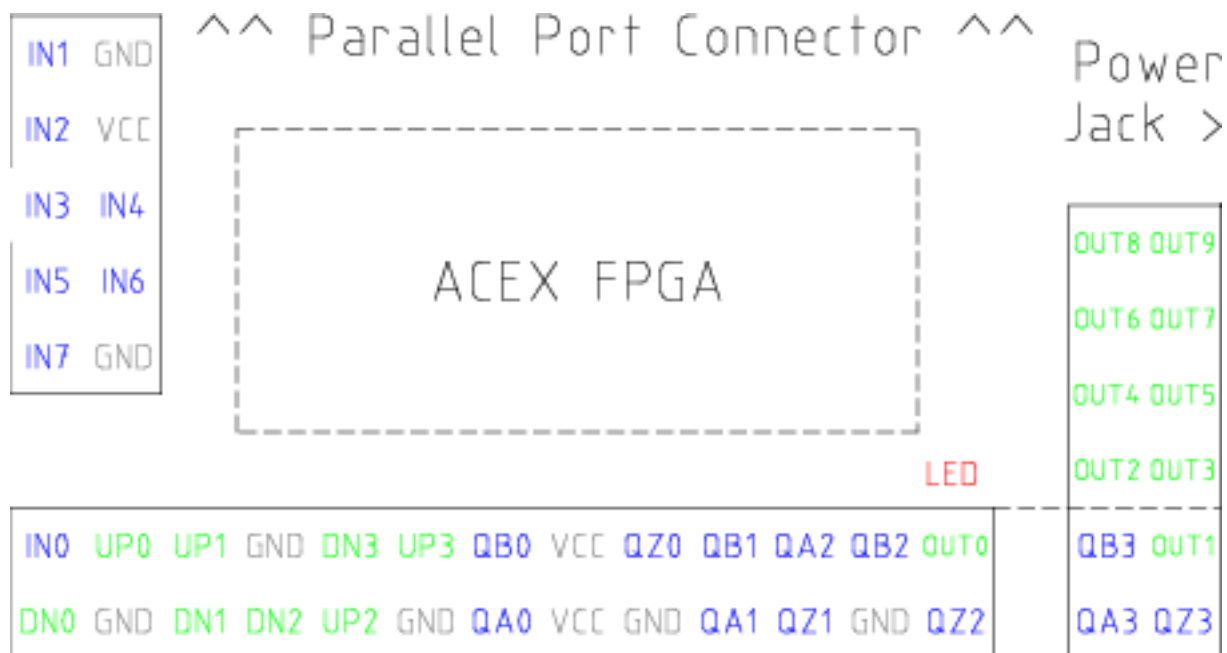 ^^ Parallel Port Connector ^^
Power
Jack >
IN1 GND
IN2 VCC
IN3 IN4
IN5 IN6
IN7 GND
ACEX FPGA
OUT8 OUT9
OUT6 OUT7
OUT4 OUT5
OUT2 OUT3
LED
IN0 UP0 UP1 GND DN3 UP3 QB0 VCC QZ0 QB1 QA2 QB2 OUT0
DN0 GND DN1 DN2 UP2 GND QA0 VCC GND QA1 QZ1 GND QZ2
QB3 OUT1
QA3 QZ3